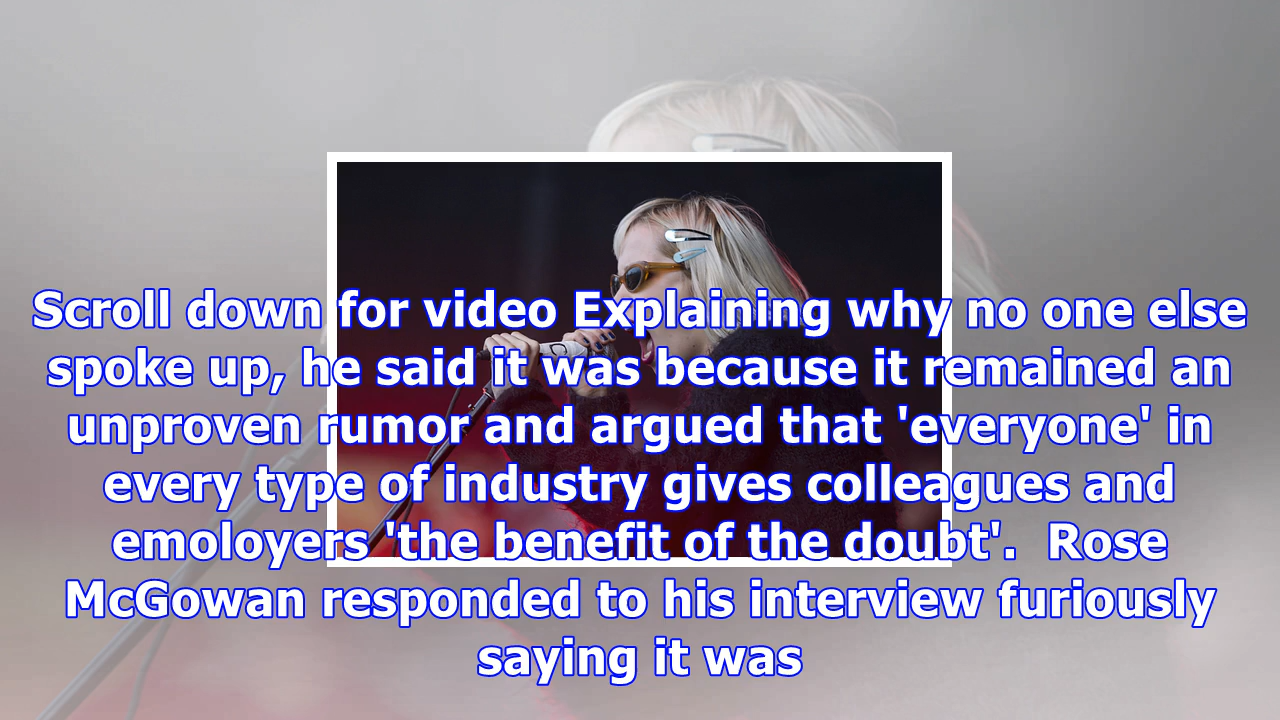 Scroll down for video Explaining why no one else
spoke up, he said it was because it remained an
unproven rumor and argued that 'everyone' in
every type of industry gives colleagues and
emoloyers 'the benefit of the doubt'.  Rose
McGowan responded to his interview furiously
saying it was